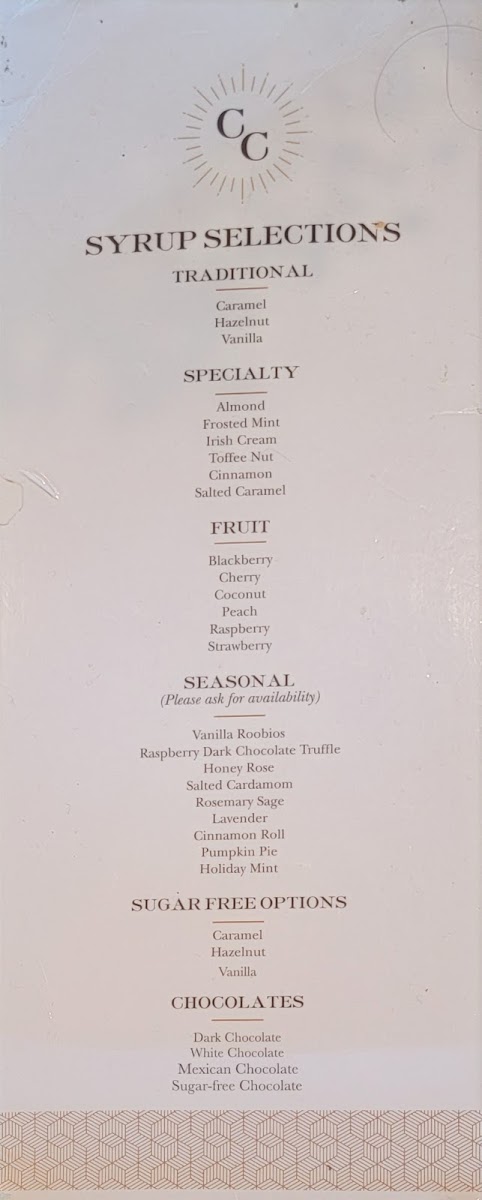 C
C
SYRUP SELECTIONS
TRADITIONAL
Caramel
Hazelnut
Vanilla
SPECIALTY
Almond
Frosted Mint
Irish Cream
Toffee Nut
Cinnamon
Salted Caramel
FRUIT
Blackberry
Cherry
Coconut
Peach
Raspberry
Strawberry
SEASONAL
(Please ask for availability)
Vanilla Roobios
Raspberry Dark Chocolate Truffle
Honey Rose
Salted Cardamom
Rosemary Sage
Lavender
Cinnamon Roll
Pumpkin Pie
Holiday Mint
SUGAR FREE OPTIONS
Caramel
Hazelnut
Vanilla
CHOCOLATES
Dark Chocolate
White Chocolate
Mexican Chocolate
Sugar-free Chocolate